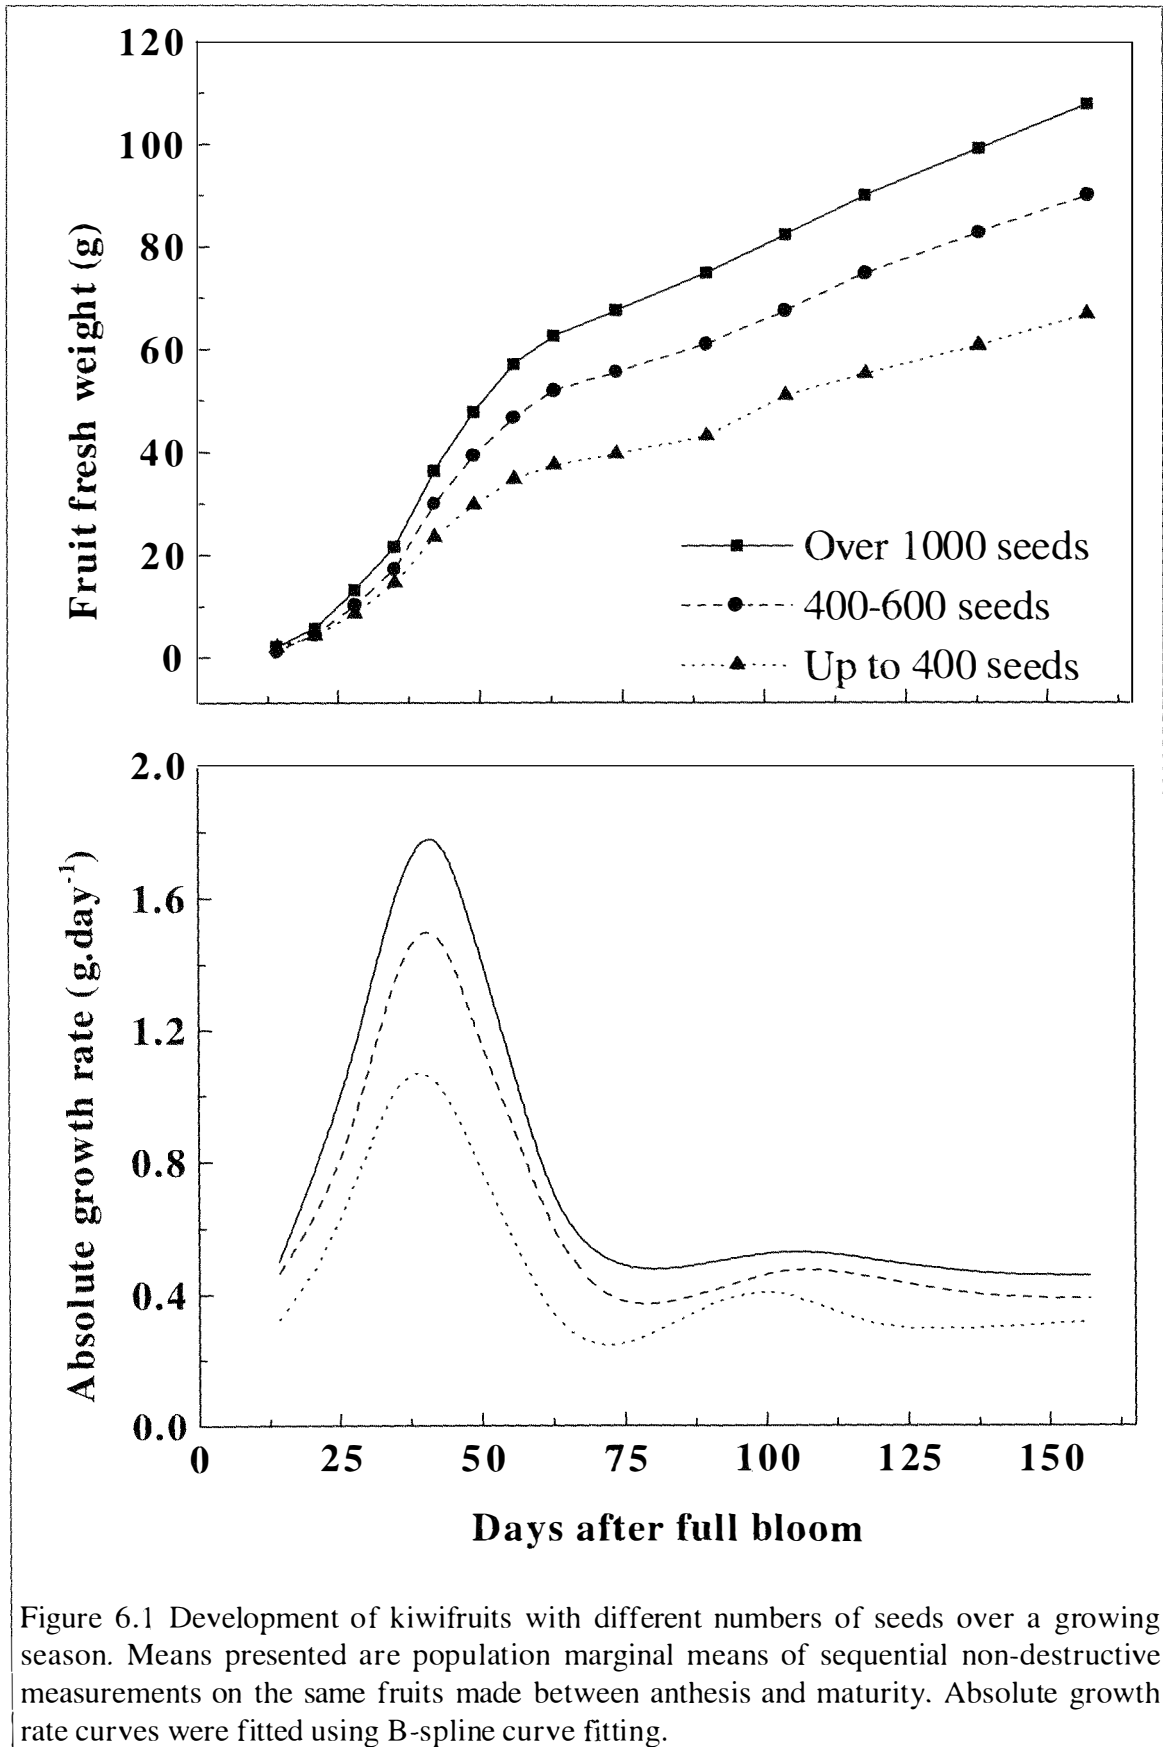 120
100
80
60
40
20
0
Fruit fresh weight (g)
Over 1000 seeds
400-600 seeds
Up to 400 seeds
2.0
1.6
1.2
0.8
0.4
0.0
Absolute growth rate (g.day⁻¹)
0 25 50 75 100 125 150
Days after full bloom
Figure 6.1 Development of kiwifruits with different numbers of seeds over a growing
season. Means presented are population marginal means of sequential non-destructive
measurements on the same fruits made between anthesis and maturity. Absolute growth
rate curves were fitted using B-spline curve fitting.